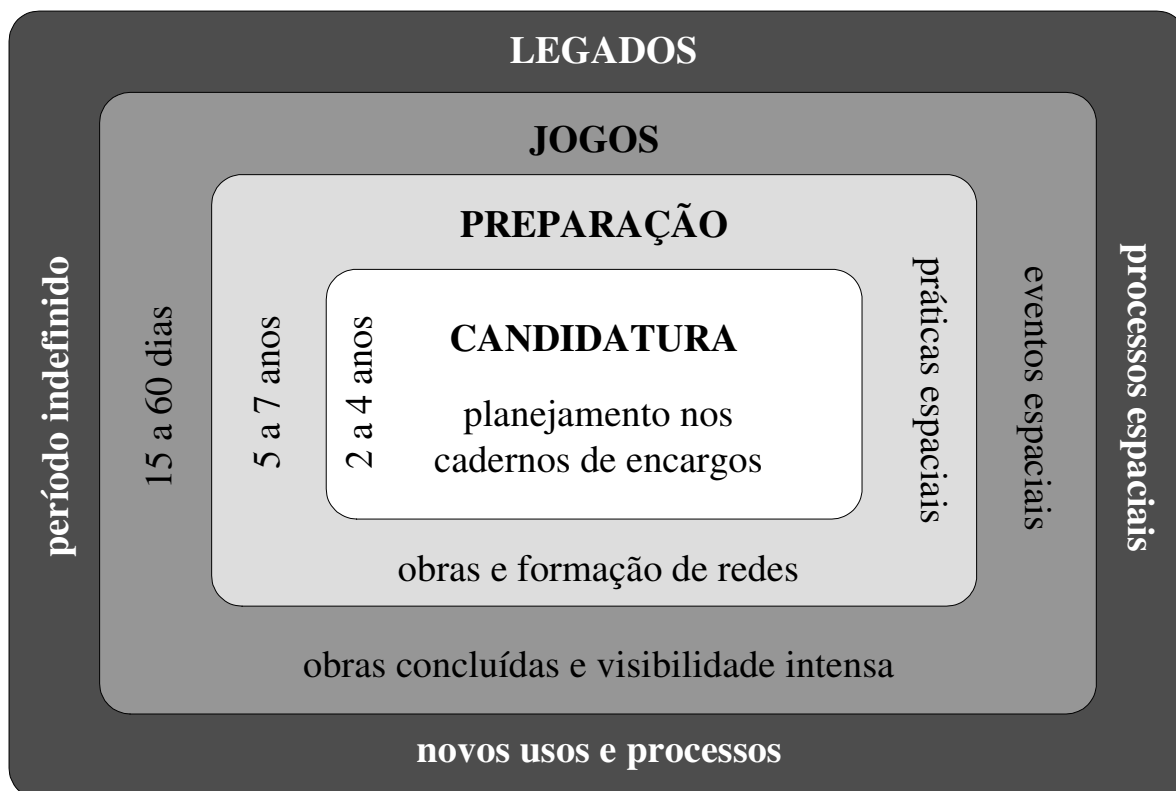 LEGADOS
JOGOS
PREPARAÇÃO
CANDIDATURA
planejamento nos
cadernos de encargos
2 a 4 anos
5 a 7 anos
15 a 60 dias
período indefinido
práticas espaciais
eventos espaciais
processos espaciais
obras e formação de redes
obras concluídas e visibilidade intensa
novos usos e processos